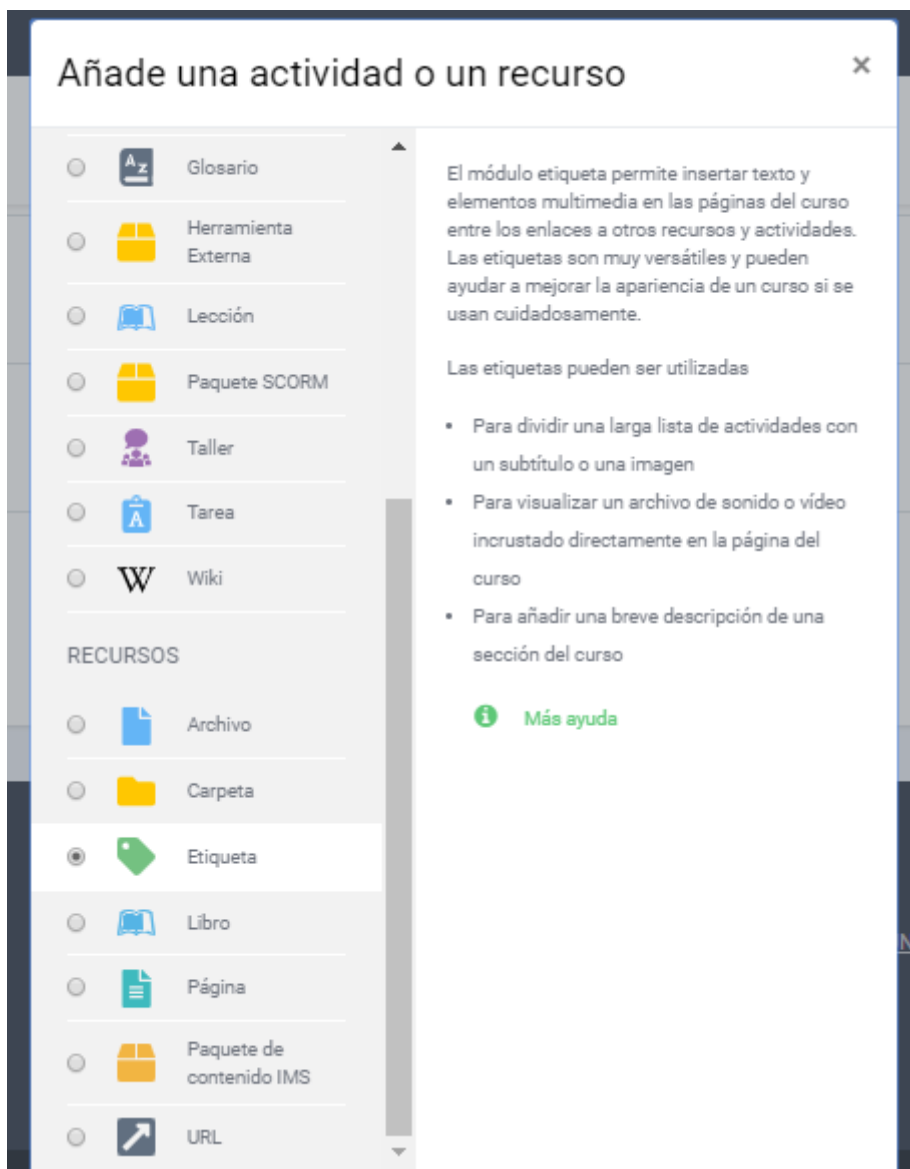 Añade una actividad o un recurso
×
Glosario
Herramienta
Externa
Lección
Paquete SCORM
Taller
Tarea
Wiki
RECURSOS
Archivo
Carpeta
Etiqueta
Libro
Página
Paquete de
contenido IMS
URL
El módulo etiqueta permite insertar texto y
elementos multimedia en las páginas del curso
entre los enlaces a otros recursos y actividades.
Las etiquetas son muy versátiles y pueden
ayudar a mejorar la apariencia de un curso si se
usan cuidadosamente.
Las etiquetas pueden ser utilizadas
• Para dividir una larga lista de actividades con
un subtítulo o una imagen
• Para visualizar un archivo de sonido o vídeo
incrustado directamente en la página del
curso
• Para añadir una breve descripción de una
sección del curso
Más ayuda